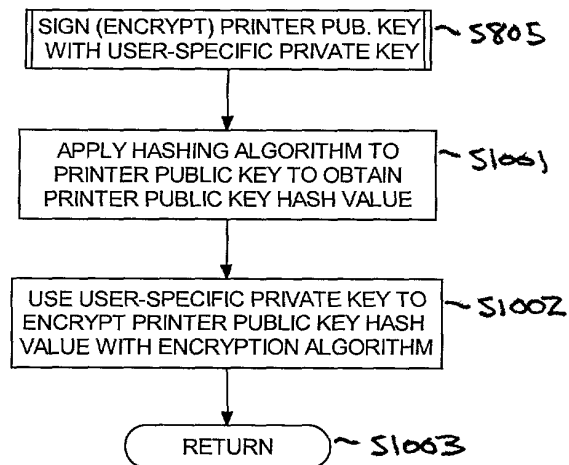 SIGN (ENCRYPT) PRINTER PUB. KEY
WITH USER-SPECIFIC PRIVATE KEY
S805
APPLY HASHING ALGORITHM TO
PRINTER PUBLIC KEY TO OBTAIN
PRINTER PUBLIC KEY HASH VALUE
S1001
USE USER-SPECIFIC PRIVATE KEY TO
ENCRYPT PRINTER PUBLIC KEY HASH
VALUE WITH ENCRYPTION ALGORITHM
S1002
RETURN
S1003